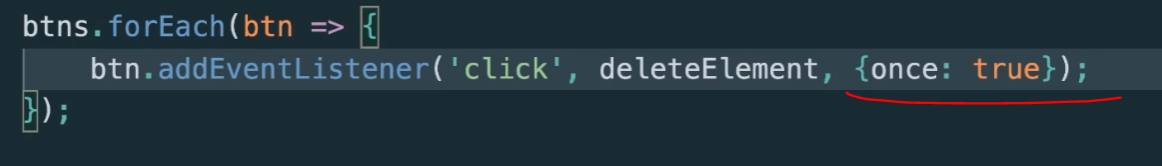 btns.forEach(btn => {
btn.addEventListener('click', deleteElement, {once: true});
});